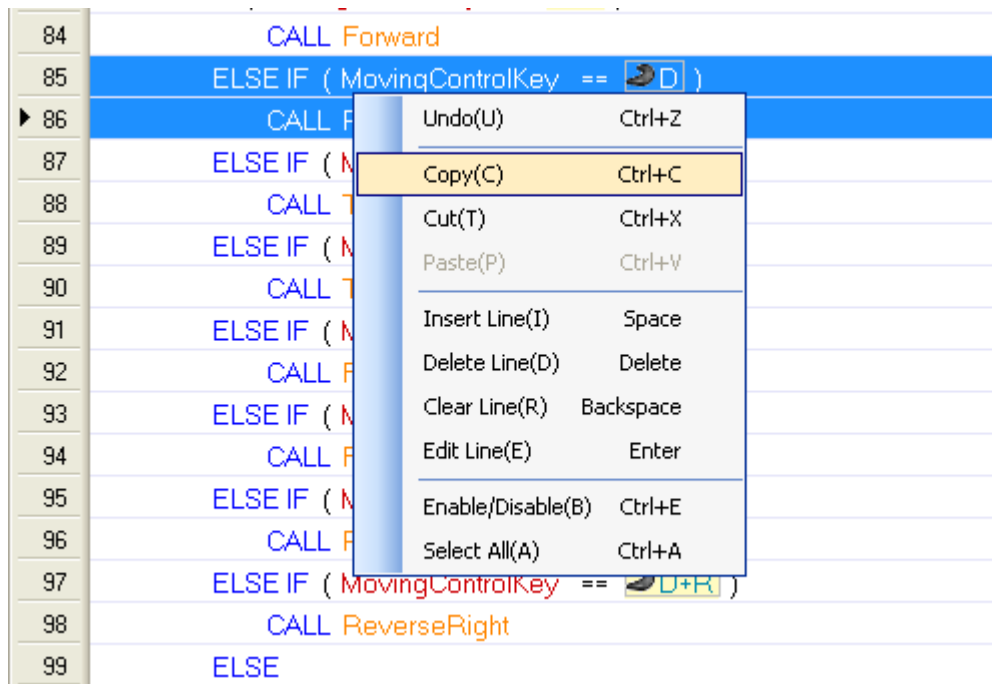 84 CALL Forward
85 ELSE IF ( MovingControlKey == D )
86 CALL
Undo(U) Ctrl+Z
87 ELSE IF (
Copy(C) Ctrl+C
88 CALL
Cut(T) Ctrl+X
89 ELSE IF (
Paste(P) Ctrl+V
90 CALL
91 ELSE IF (
Insert Line(I) Space
92 CALL
Delete Line(D) Delete
93 ELSE IF (
Clear Line(R) Backspace
94 CALL
Edit Line(E) Enter
95 ELSE IF (
Enable/Disable(B) Ctrl+E
96 CALL
Select All(A) Ctrl+A
97 ELSE IF ( MovingControlKey == D+R )
98 CALL ReverseRight
99 ELSE